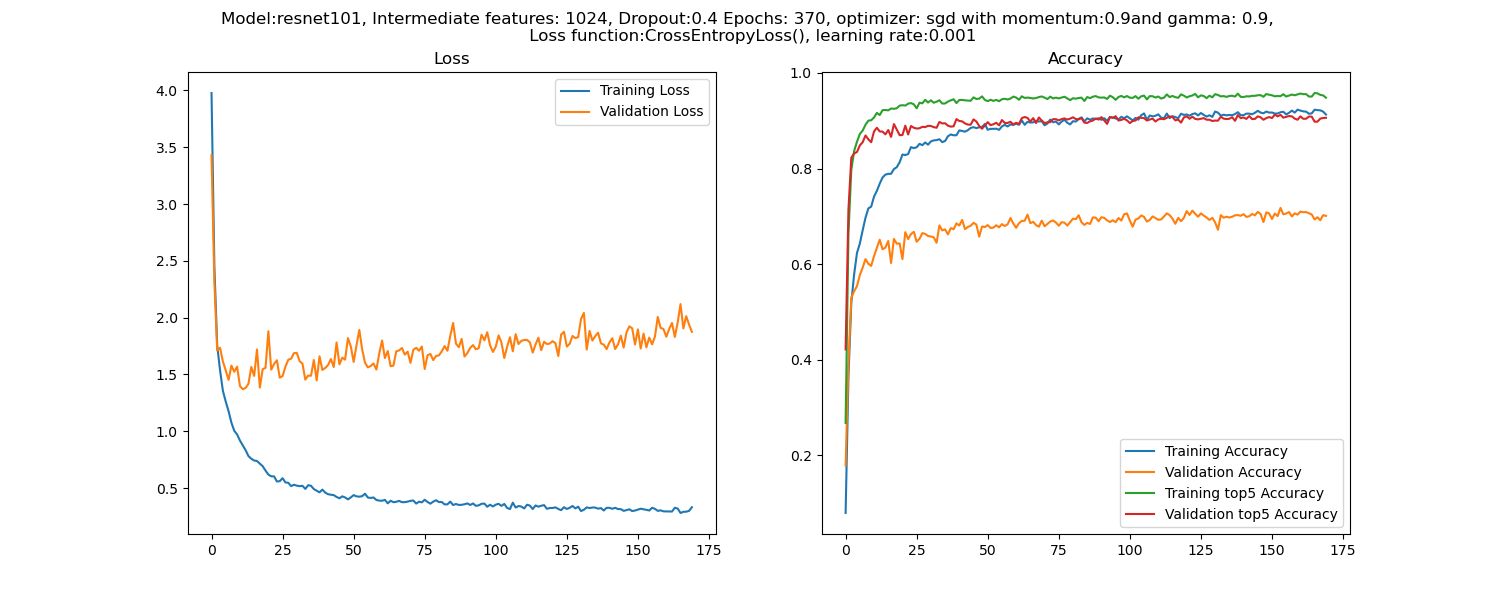 Model:resnet101, Intermediate features: 1024, Dropout:0.4 Epochs: 370, optimizer: sgd with momentum:0.9and gamma: 0.9,
Loss function:CrossEntropyLoss(), learning rate:0.001
Loss
4.0
3.5
3.0
2.5
2.0
1.5
1.0
0.5
0
25
50
75
100
125
150
175
Training Loss
Validation Loss
Accuracy
1.0
0.8
0.6
0.4
0.2
0
25
50
75
100
125
150
175
Training Accuracy
Validation Accuracy
Training top5 Accuracy
Validation top5 Accuracy